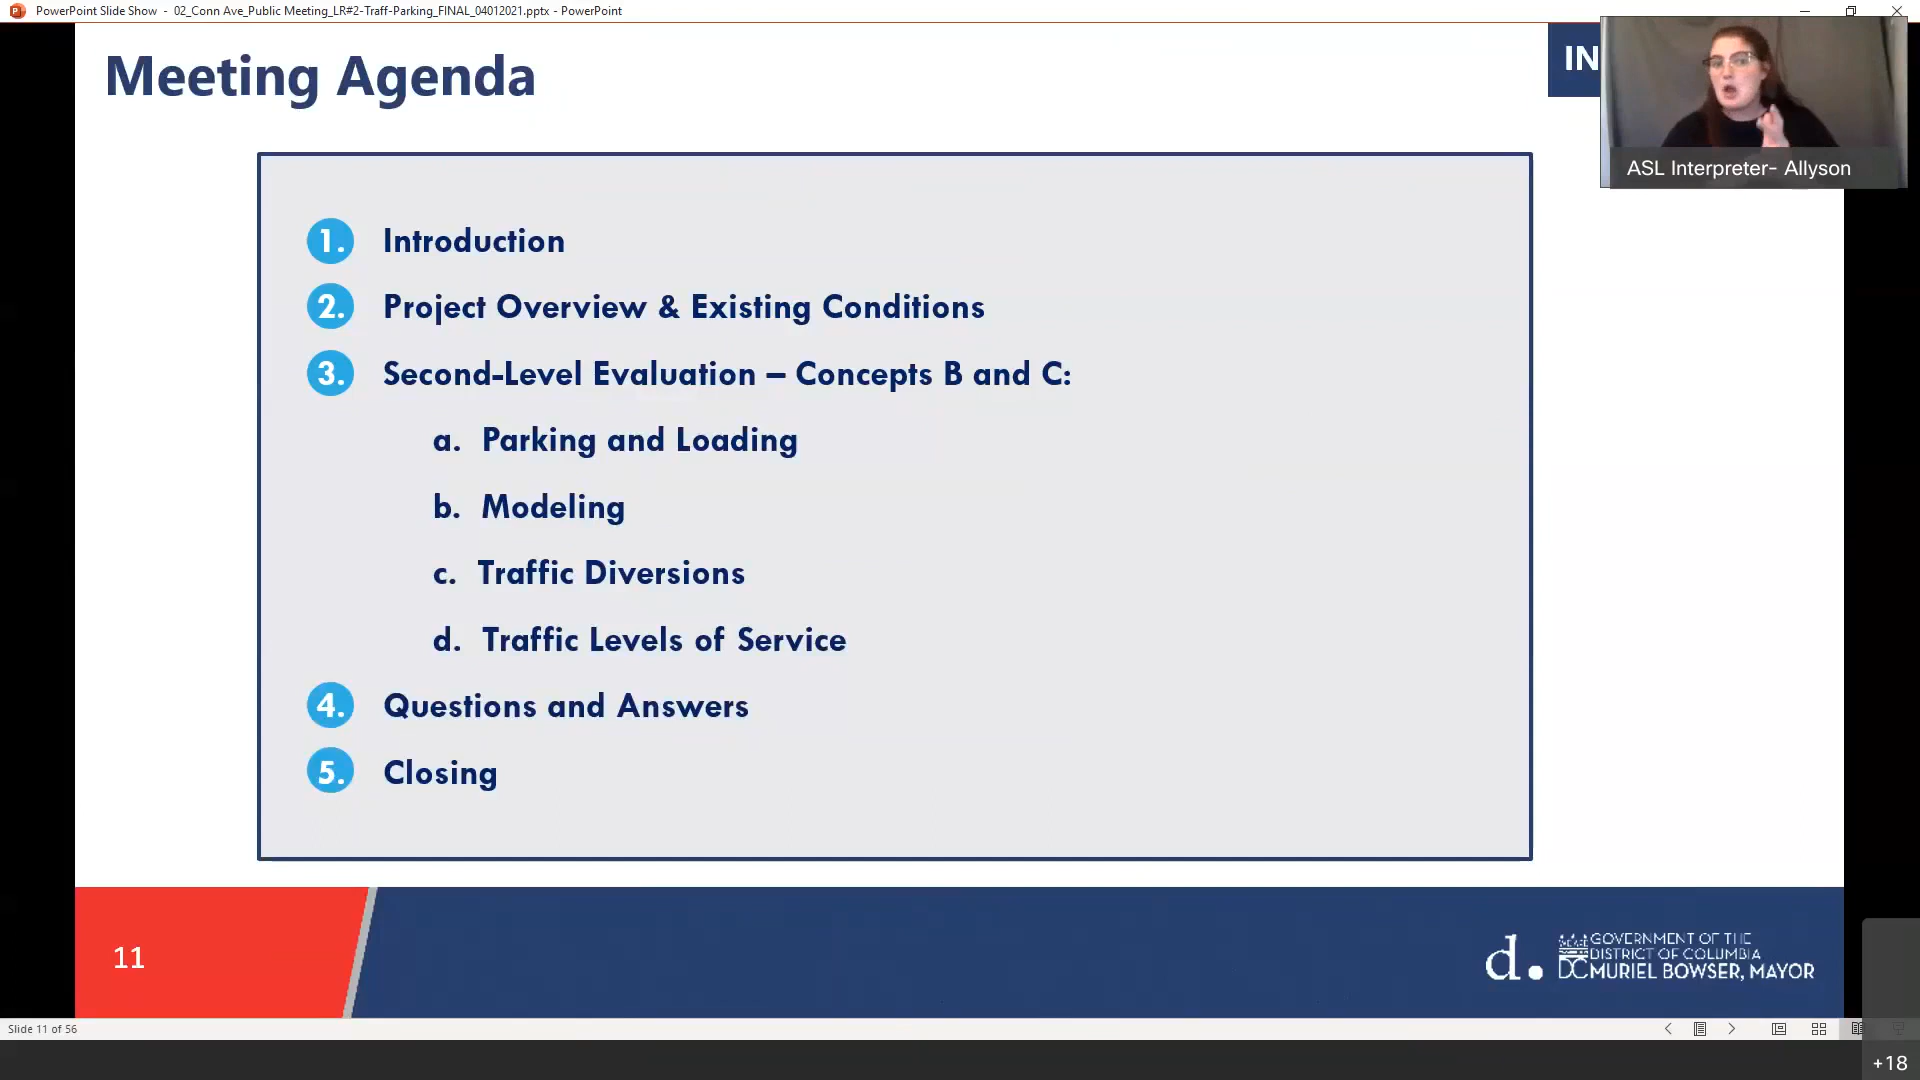 PowerPoint Slide Show - 02_Conn Ave_Public Meeting_LR#2-Traff-Parking_FINAL_04012021.pptx - PowerPoint
Meeting Agenda
IN
ASL Interpreter- Allyson
1. Introduction
2. Project Overview & Existing Conditions
3. Second-Level Evaluation – Concepts B and C:
a. Parking and Loading
b. Modeling
c. Traffic Diversions
d. Traffic Levels of Service
4. Questions and Answers
5. Closing
11
d.
GOVERNMENT OF THE
DISTRICT OF COLUMBIA
DC MURIEL BOWSER, MAYOR
Slide 11 of 56
+18